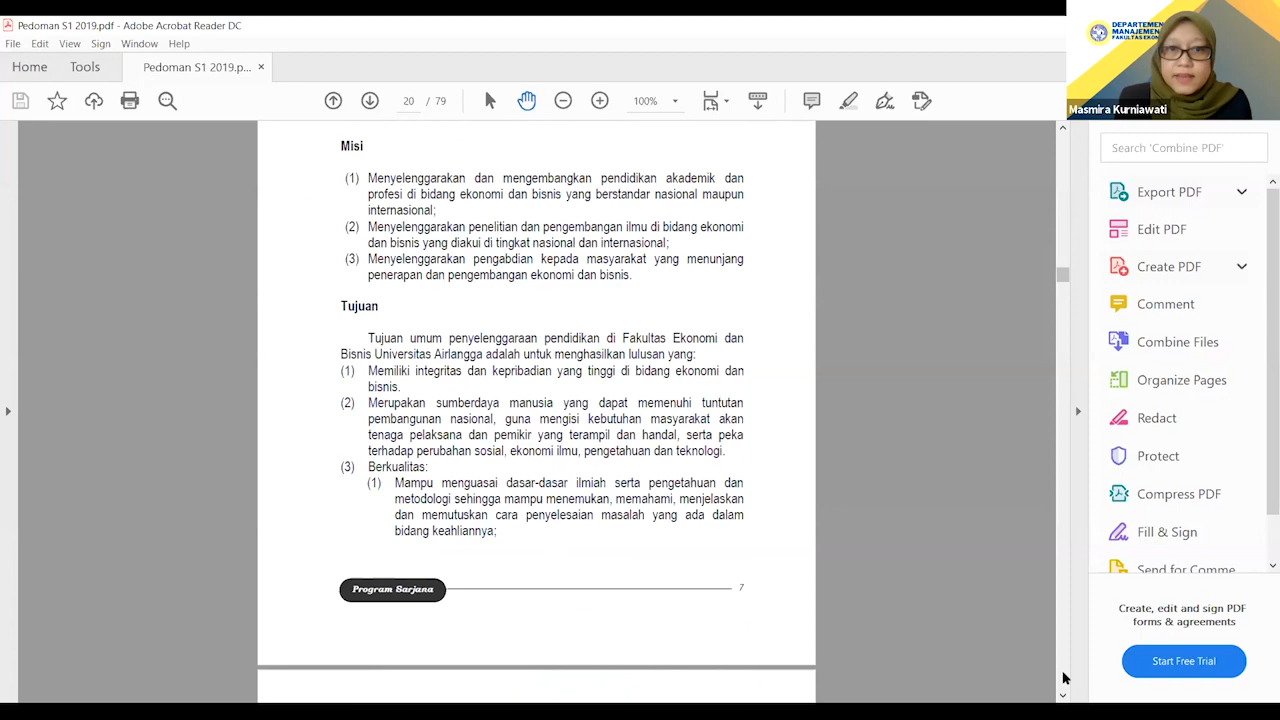 Pedoman S1 2019.pdf - Adobe Acrobat Reader DC
File Edit View Sign Window Help
Home Tools Pedoman S1 2019.p... ×
20 / 79 100%
DEPARTEMEN
MANAJEMEN
FAKULTAS EKON
Masmira Kurniawati
Misi
(1) Menyelenggarakan dan mengembangkan pendidikan akademik dan
profesi di bidang ekonomi dan bisnis yang berstandar nasional maupun
internasional;
(2) Menyelenggarakan penelitian dan pengembangan ilmu di bidang ekonomi
dan bisnis yang diakui di tingkat nasional dan internasional;
(3) Menyelenggarakan pengabdian kepada masyarakat yang menunjang
penerapan dan pengembangan ekonomi dan bisnis.
Tujuan
Tujuan umum penyelenggaraan pendidikan di Fakultas Ekonomi dan
Bisnis Universitas Airlangga adalah untuk menghasilkan lulusan yang:
(1) Memiliki integritas dan kepribadian yang tinggi di bidang ekonomi dan
bisnis.
(2) Merupakan sumberdaya manusia yang dapat memenuhi tuntutan
pembangunan nasional, guna mengisi kebutuhan masyarakat akan
tenaga pelaksana dan pemikir yang terampil dan handal, serta peka
terhadap perubahan sosial, ekonomi ilmu, pengetahuan dan teknologi.
(3) Berkualitas:
(1) Mampu menguasai dasar-dasar ilmiah serta pengetahuan dan
metodologi sehingga mampu menemukan, memahami, menjelaskan
dan memutuskan cara penyelesaian masalah yang ada dalam
bidang keahliannya;
Program Sarjana 7
Search 'Combine PDF'
Export PDF
Edit PDF
Create PDF
Comment
Combine Files
Organize Pages
Redact
Protect
Compress PDF
Fill & Sign
Send for Comme
Create, edit and sign PDF
forms & agreements
Start Free Trial